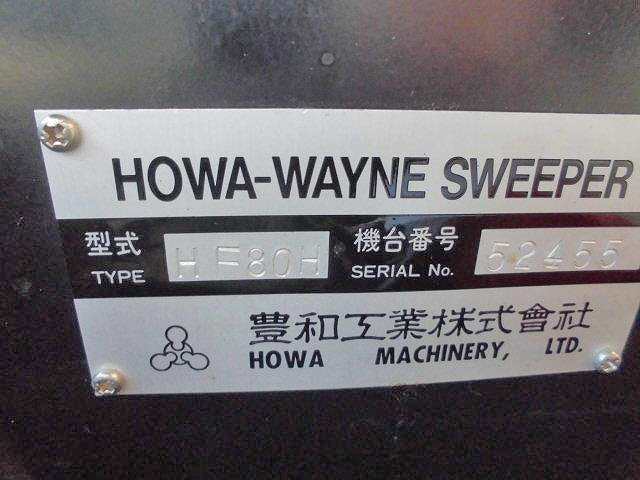 HOWA-WAYNE SWEEPER
型式 HF80H 機台番号 52455
TYPE SERIAL No.
豊和工業株式會社
HOWA MACHINERY, LTD.